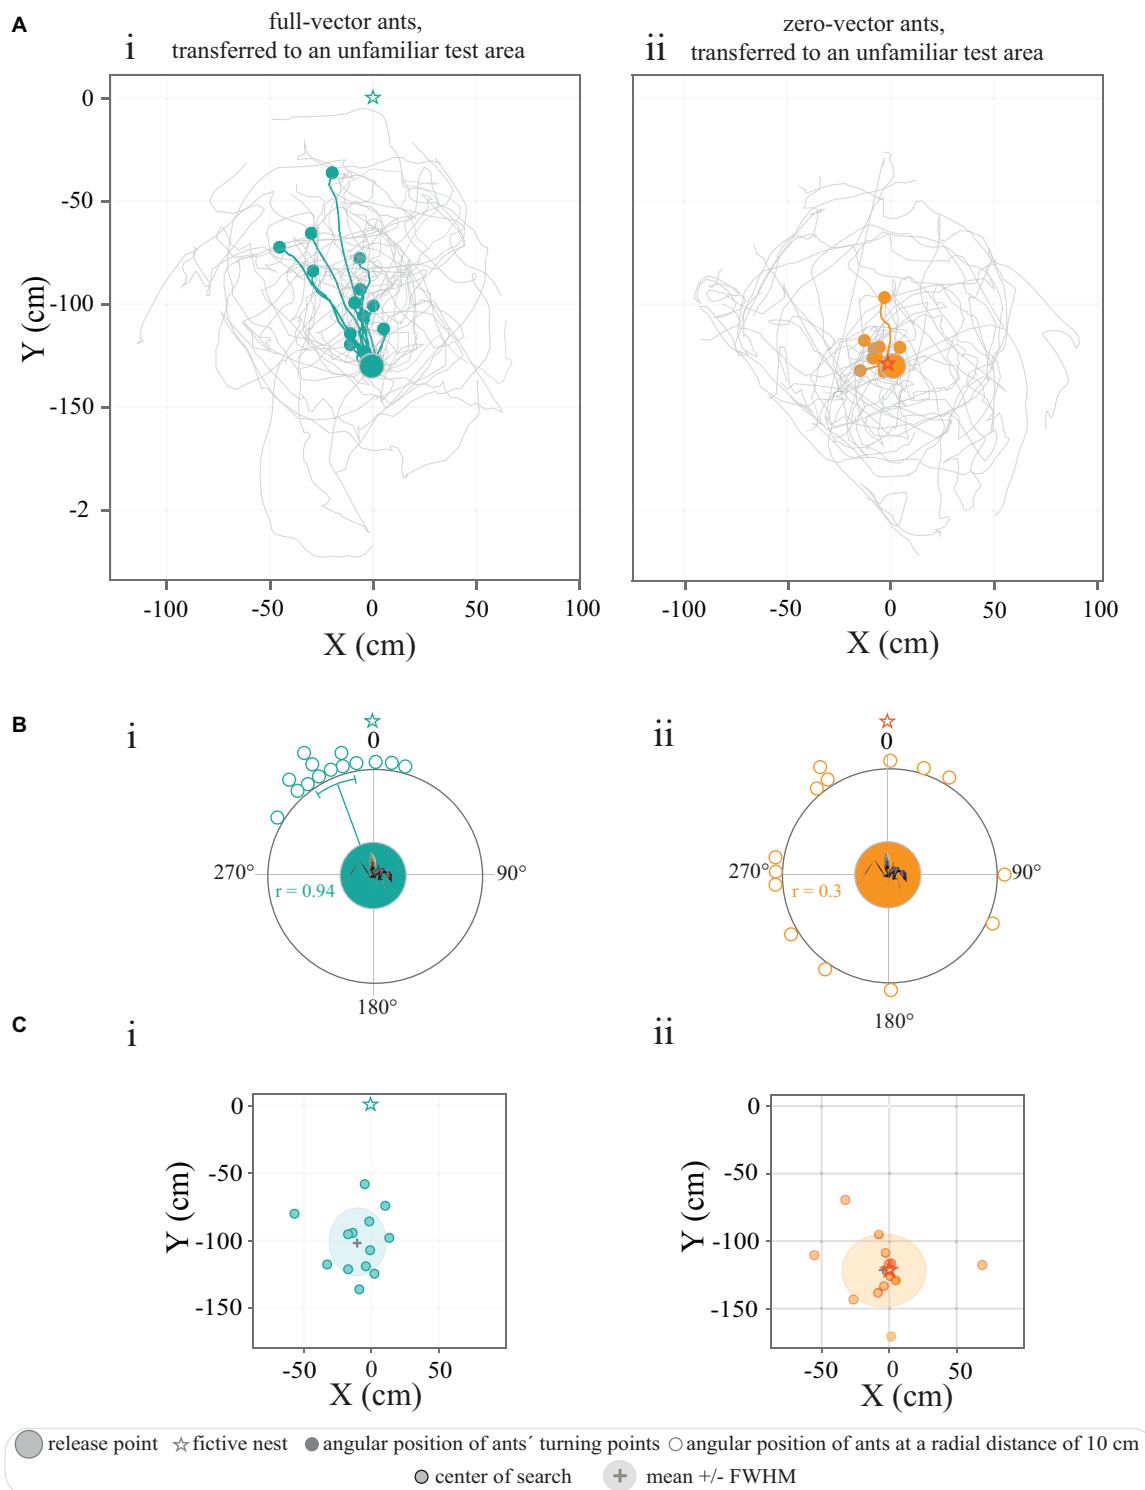 A
full-vector ants,
i transferred to an unfamiliar test area
zero-vector ants,
ii transferred to an unfamiliar test area
0
-50
-100
-150
-2
Y (cm)
-100 -50 0 50 100
X (cm)
-100 -50 0 50 100
X (cm)
B
i
0
270° 90°
r = 0.94
180°
ii
0
270° 90°
r = 0.3
180°
C
i
0
-50
-100
-150
Y (cm)
-50 0 50
X (cm)
ii
0
-50
-100
-150
Y (cm)
-50 0 50
X (cm)
release point fictive nest angular position of ants´ turning points angular position of ants at a radial distance of 10 cm
center of search mean +/- FWHM